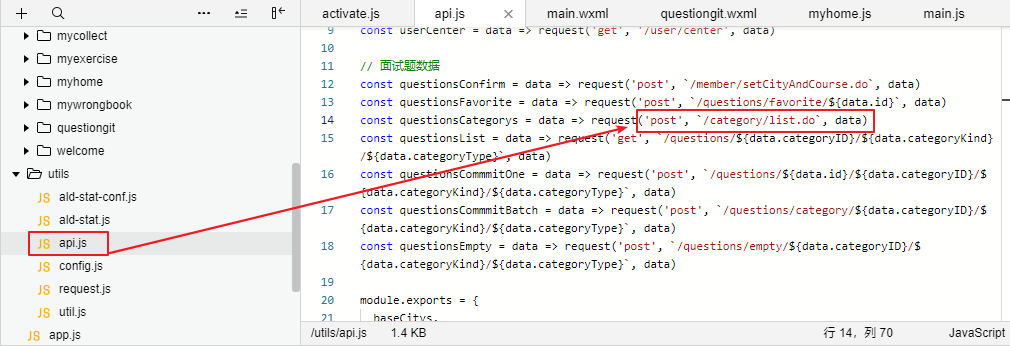 mycollect
myexercise
myhome
mywrongbook
questiongit
welcome
utils
JS ald-stat-conf.js
JS ald-stat.js
JS api.js
JS config.js
JS request.js
JS util.js
JS app.js
activate.js api.js main.wxml questiongit.wxml myhome.js main.js
9 const userCenter = data => request('get', '/user/center', data)
10
11 // 面试题数据
12 const questionsConfirm = data => request('post', `/member/setCityAndCourse.do`, data)
13 const questionsFavorite = data => request('post', `/questions/favorite/${data.id}`, data)
14 const questionsCategorys = data => request('post', `/category/list.do`, data)
15 const questionsList = data => request('get', `/questions/${data.categoryID}/${data.categoryKind}
/${data.categoryType}`, data)
16 const questionsCommmitOne = data => request('post', `/questions/${data.id}/${data.categoryID}/$
{data.categoryKind}/${data.categoryType}`, data)
17 const questionsCommmitBatch = data => request('post', `/questions/category/${data.categoryID}/$
{data.categoryKind}/${data.categoryType}`, data)
18 const questionsEmpty = data => request('post', `/questions/empty/${data.categoryID}/$
{data.categoryKind}/${data.categoryType}`, data)
19
20 module.exports = {
21 baseCitys,
/utils/api.js 1.4 KB 行 14，列 70 JavaScript